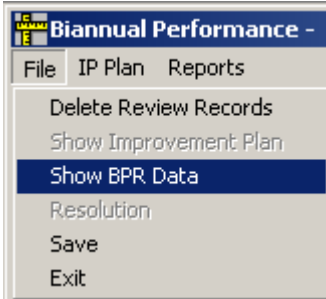 Biannual Performance -
File IP Plan Reports
Delete Review Records
Show Improvement Plan
Show BPR Data
Resolution
Save
Exit